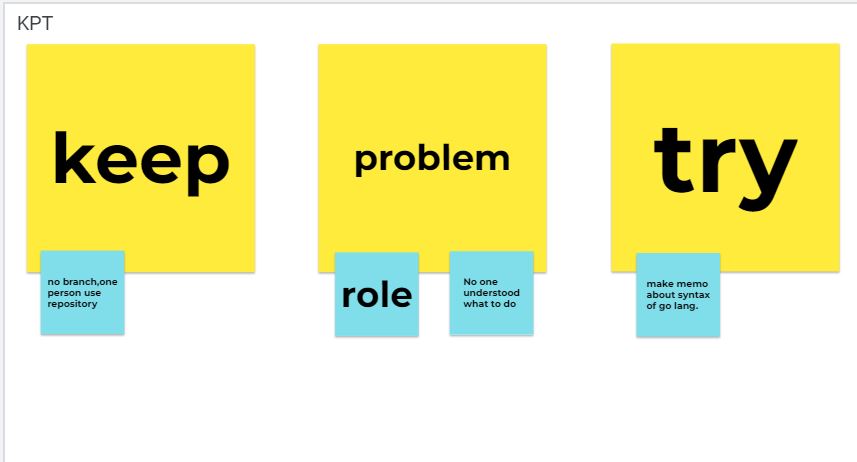 KPT
keep
problem
try
no branch,one
person use
repository
role
No one
understood
what to do
make memo
about syntax
of go lang.